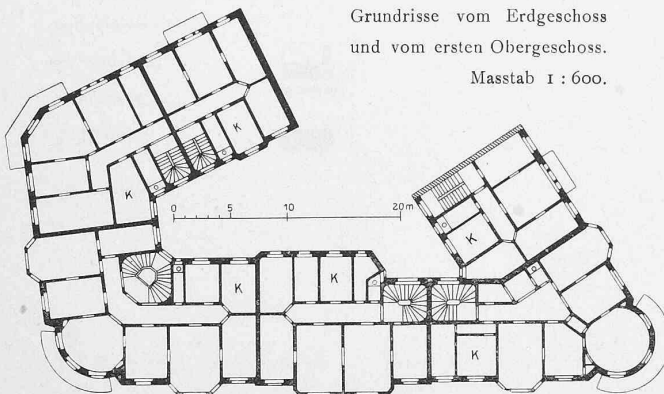 Grundrisse vom Erdgeschoss
und vom ersten Obergeschoss.
Masstab 1 : 600.
K
K
K
0 5 10 20 m
K
K
K
K